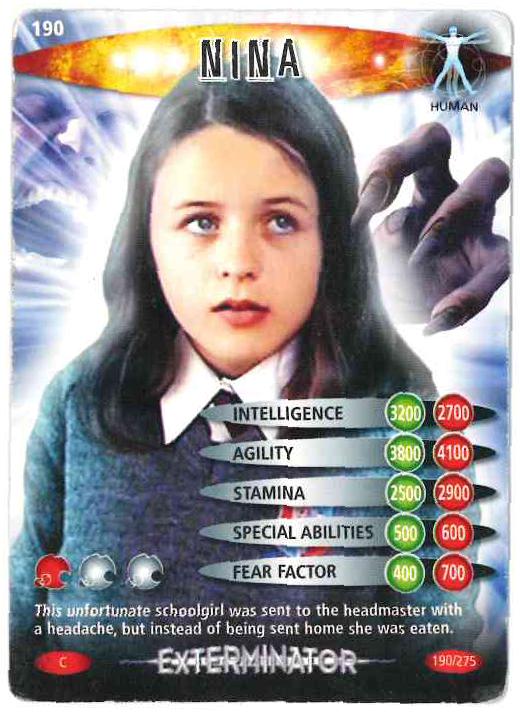 190
NINA
HUMAN
INTELLIGENCE 3200 2700
AGILITY 3800 4100
STAMINA 2500 2900
SPECIAL ABILITIES 500 600
FEAR FACTOR 400 700
This unfortunate schoolgirl was sent to the headmaster with
a headache, but instead of being sent home she was eaten.
C EXTERMINATOR 190/275